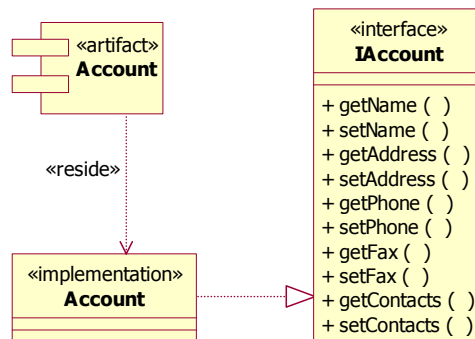 «artifact»
Account
«reside»
«implementation»
Account
«interface»
IAccount
+ getName ( )
+ setName ( )
+ getAddress ( )
+ setAddress ( )
+ getPhone ( )
+ setPhone ( )
+ getFax ( )
+ setFax ( )
+ getContacts ( )
+ setContacts ( )